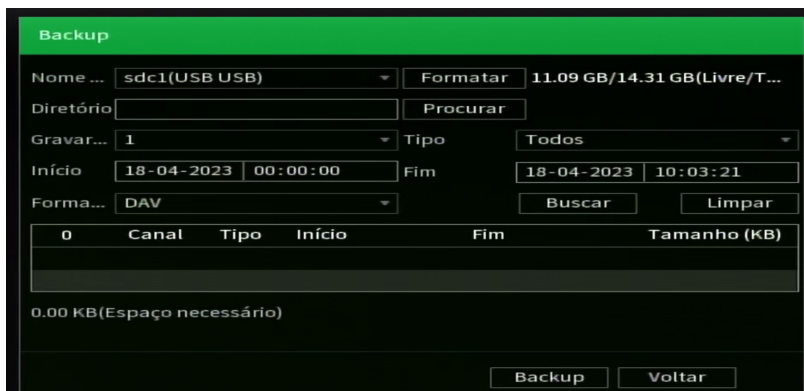 Backup
Nome ... sdc1(USB USB) Formatar 11.09 GB/14.31 GB(Livre/T...
Diretório Procurar
Gravar... 1 Tipo Todos
Início 18-04-2023 00:00:00 Fim 18-04-2023 10:03:21
Forma... DAV Buscar Limpar
0 Canal Tipo Início Fim Tamanho (KB)
0.00 KB(Espaço necessário)
Backup Voltar